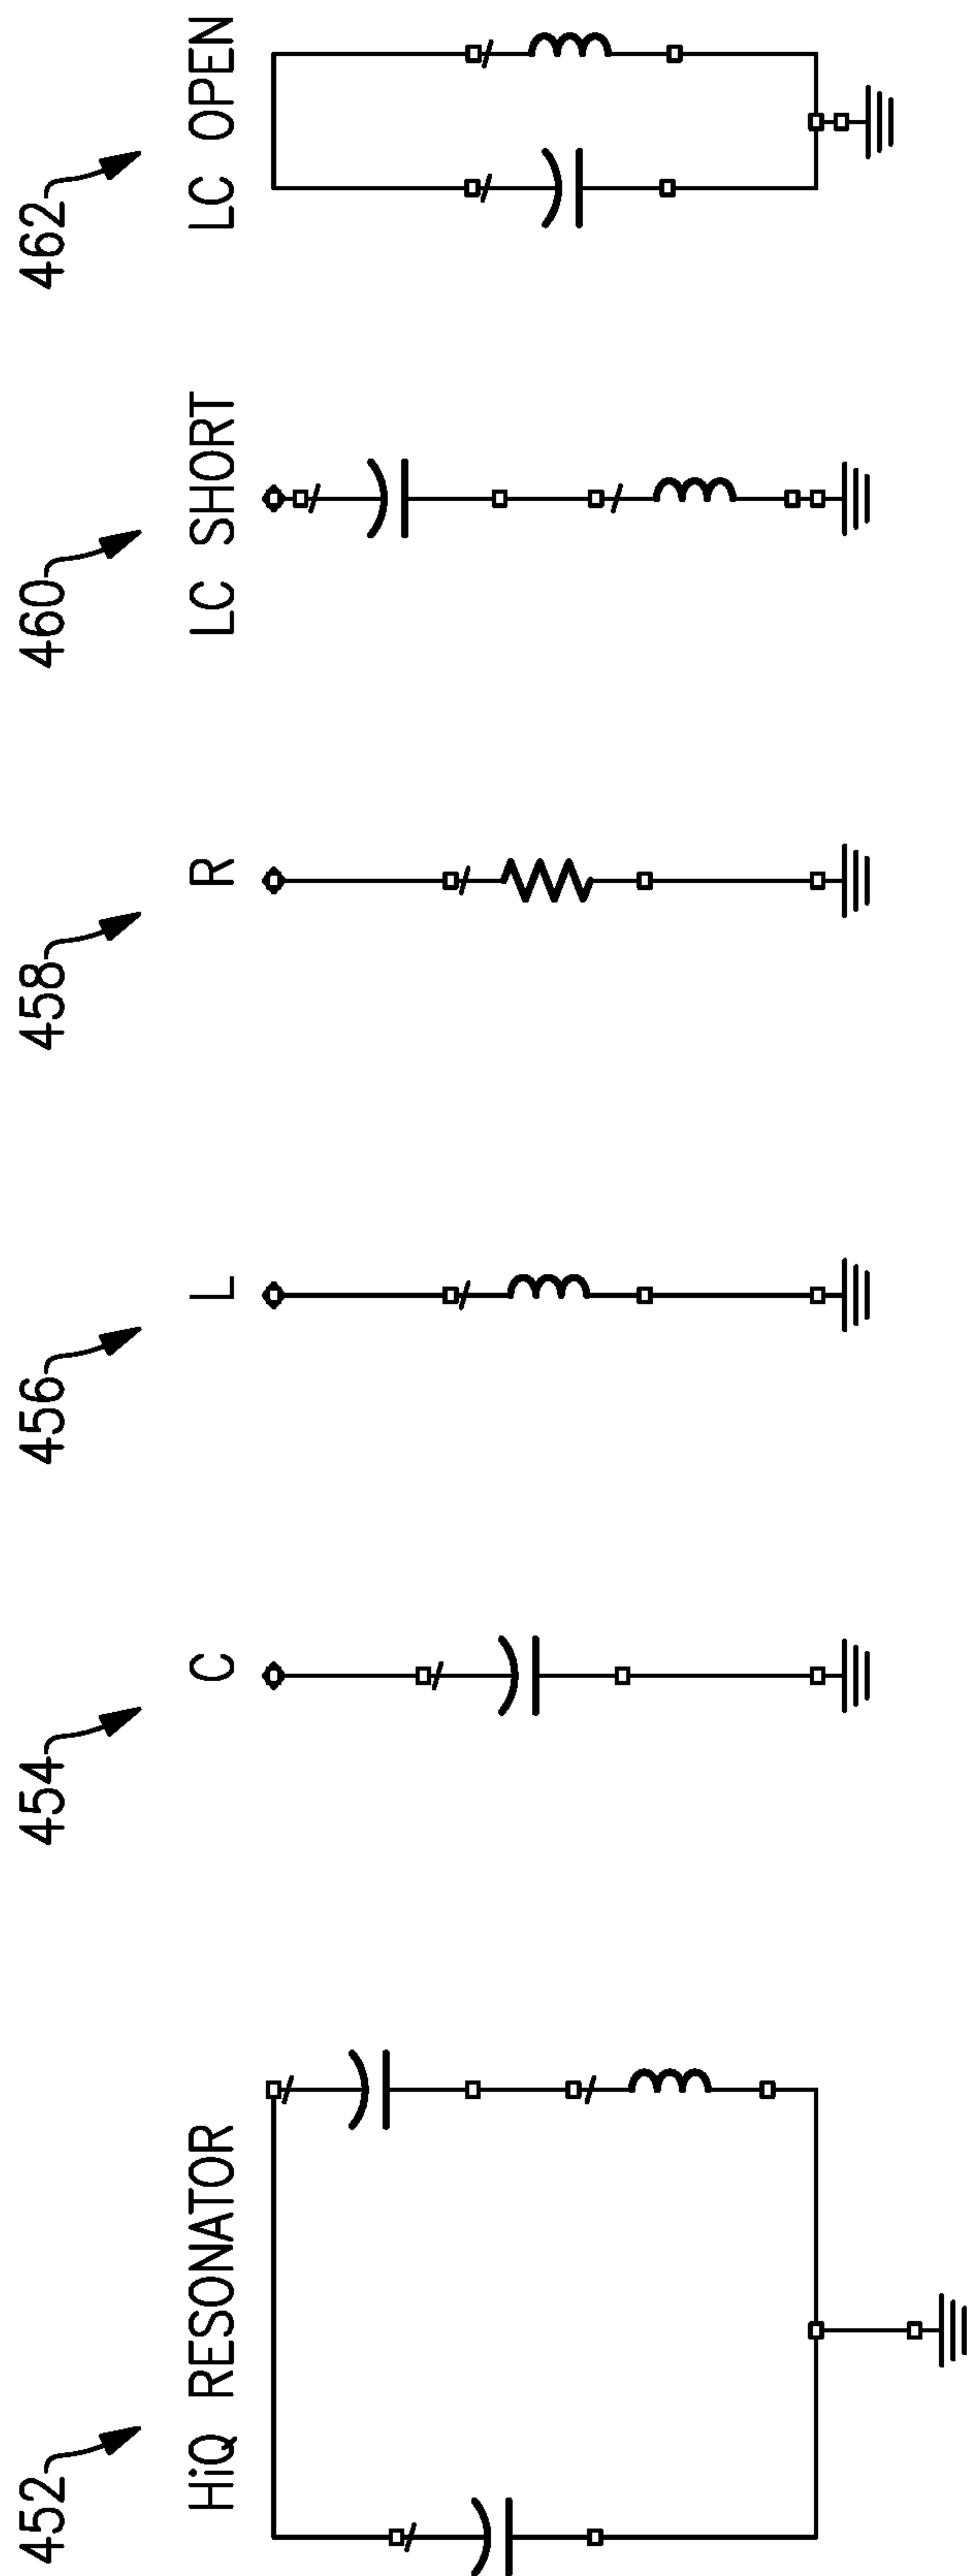 452
HiQ RESONATOR
454
C
456
L
458
R
460
LC SHORT
462
LC OPEN